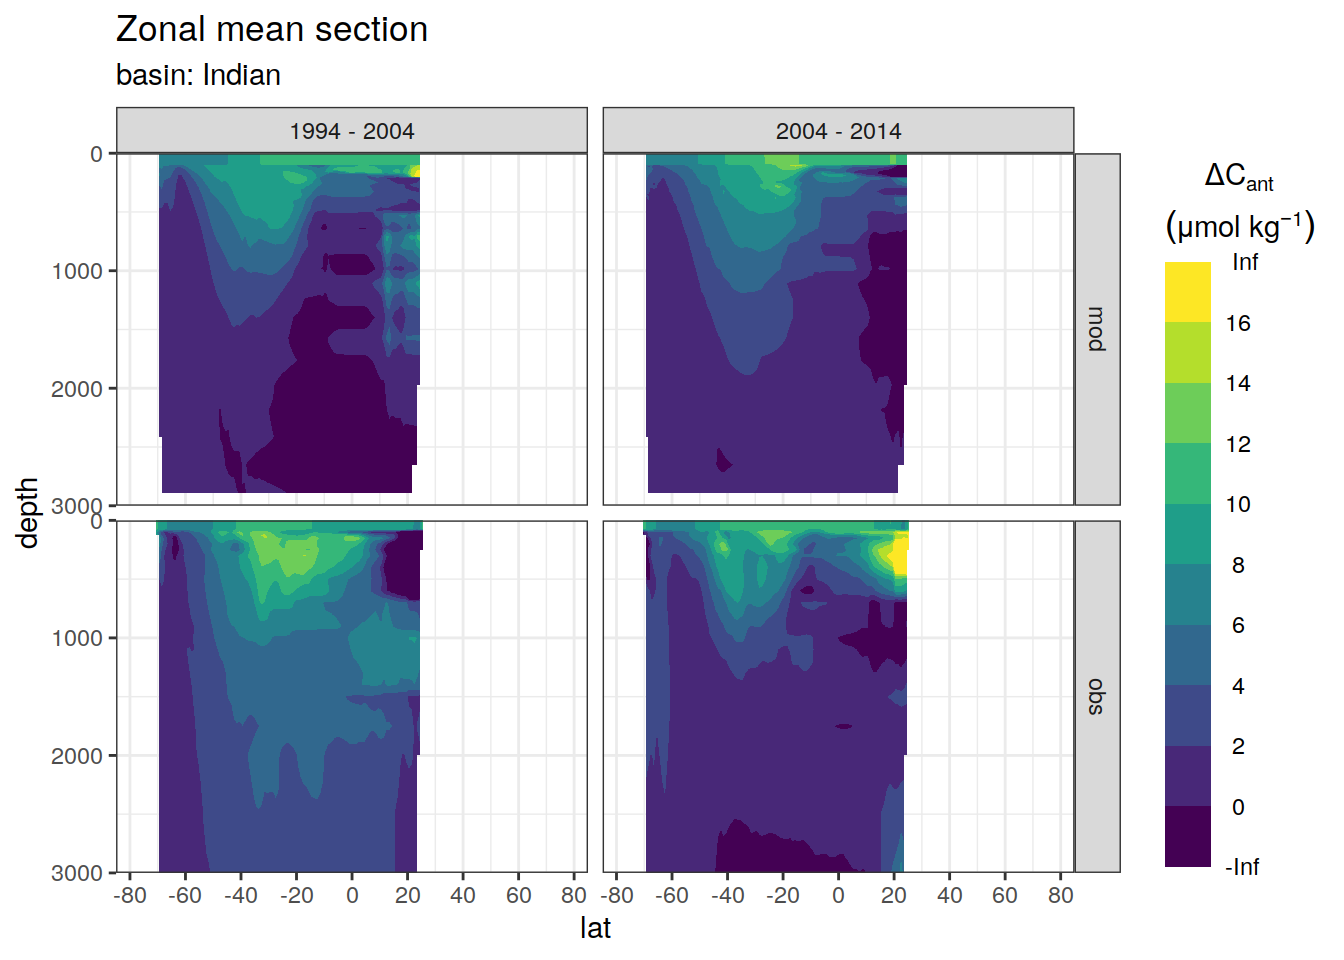 Zonal mean section
basin: Indian
1994 - 2004
2004 - 2014
0
1000
2000
3000
mod
0
1000
2000
3000
obs
depth
-80 -60 -40 -20 0 20 40 60 80
-80 -60 -40 -20 0 20 40 60 80
lat
ΔCant
(μmol kg⁻¹)
Inf
16
14
12
10
8
6
4
2
0
-Inf